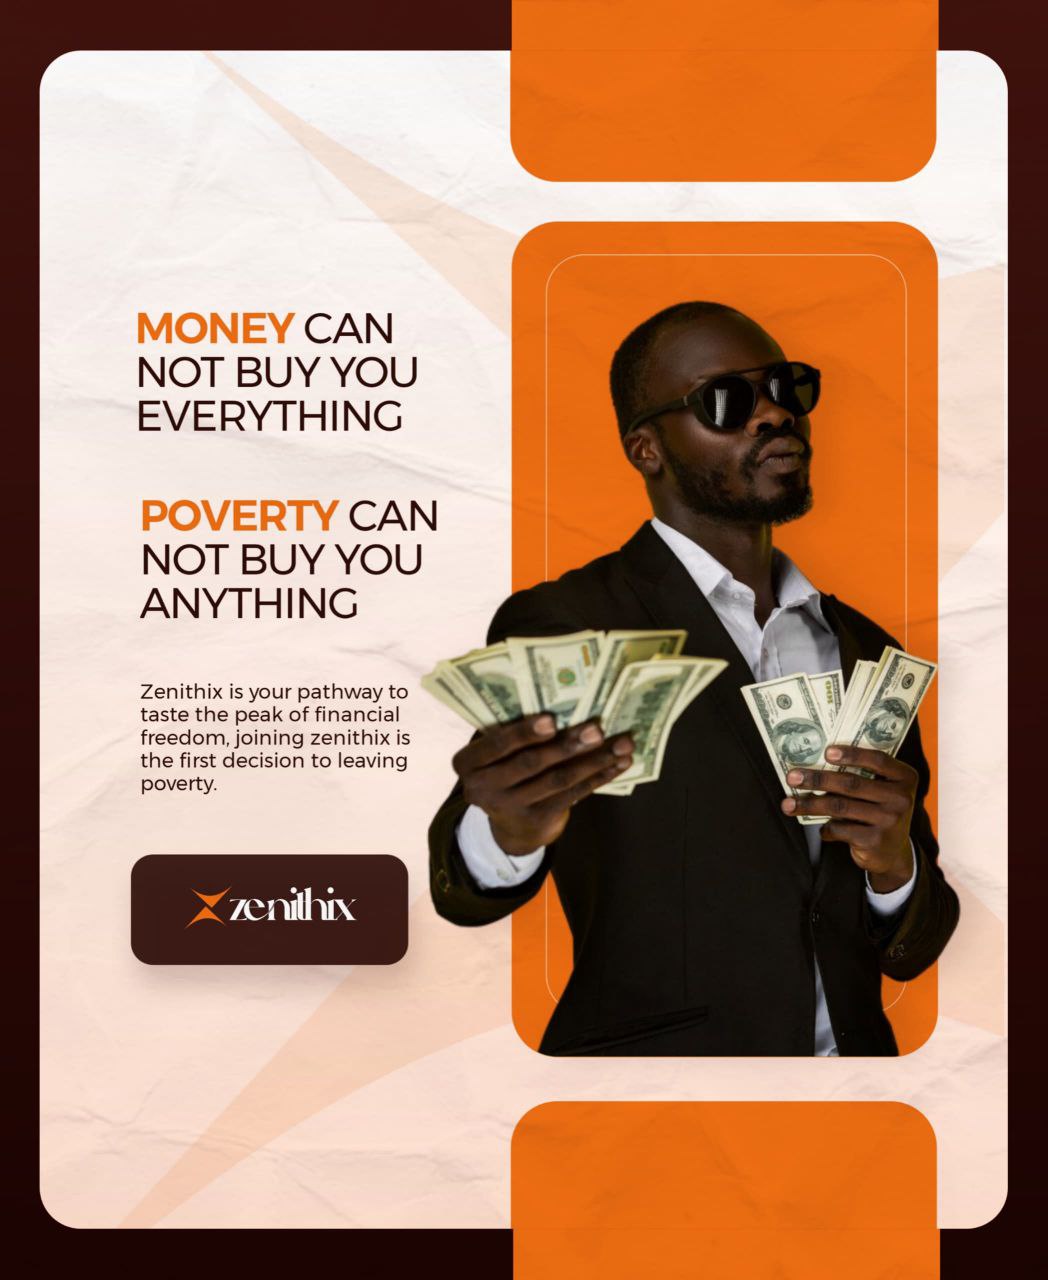 MONEY CAN
NOT BUY YOU
EVERYTHING
POVERTY CAN
NOT BUY YOU
ANYTHING
Zenithix is your pathway to
taste the peak of financial
freedom, joining zenithix is
the first decision to leaving
poverty.
zenithix
100